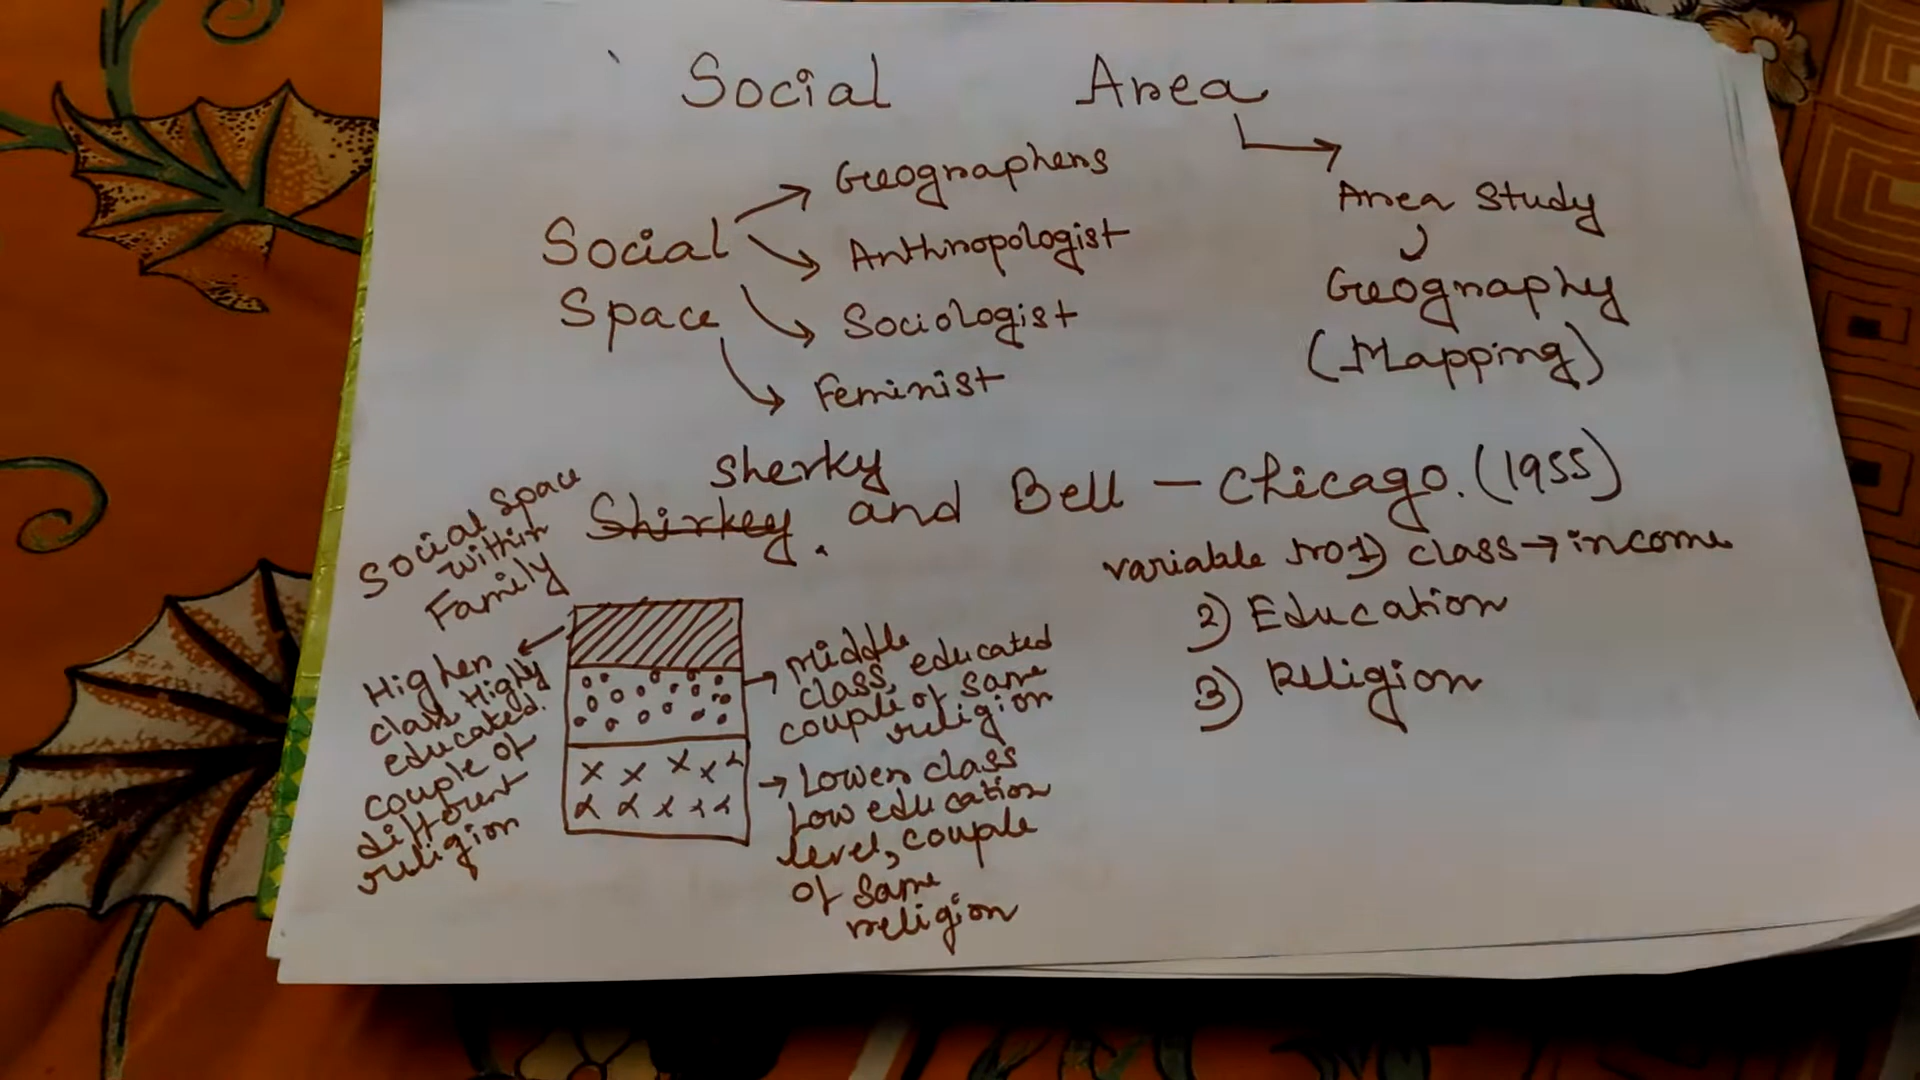 Social Area
Social Space
Geographers
Anthropologist
Sociologist
Feminist
Area Study
Geography
(Mapping)
Sherky
Shirkey. and Bell – Chicago. (1955)
variable No 1) class → income
2) Education
3) Religion
Social Space
within
Family
Higher
class, Highly
educated.
couple of
different
religion
→ middle
class, educated
couple of same
religion
→ Lower class
Low education
level, couple
of same
religion